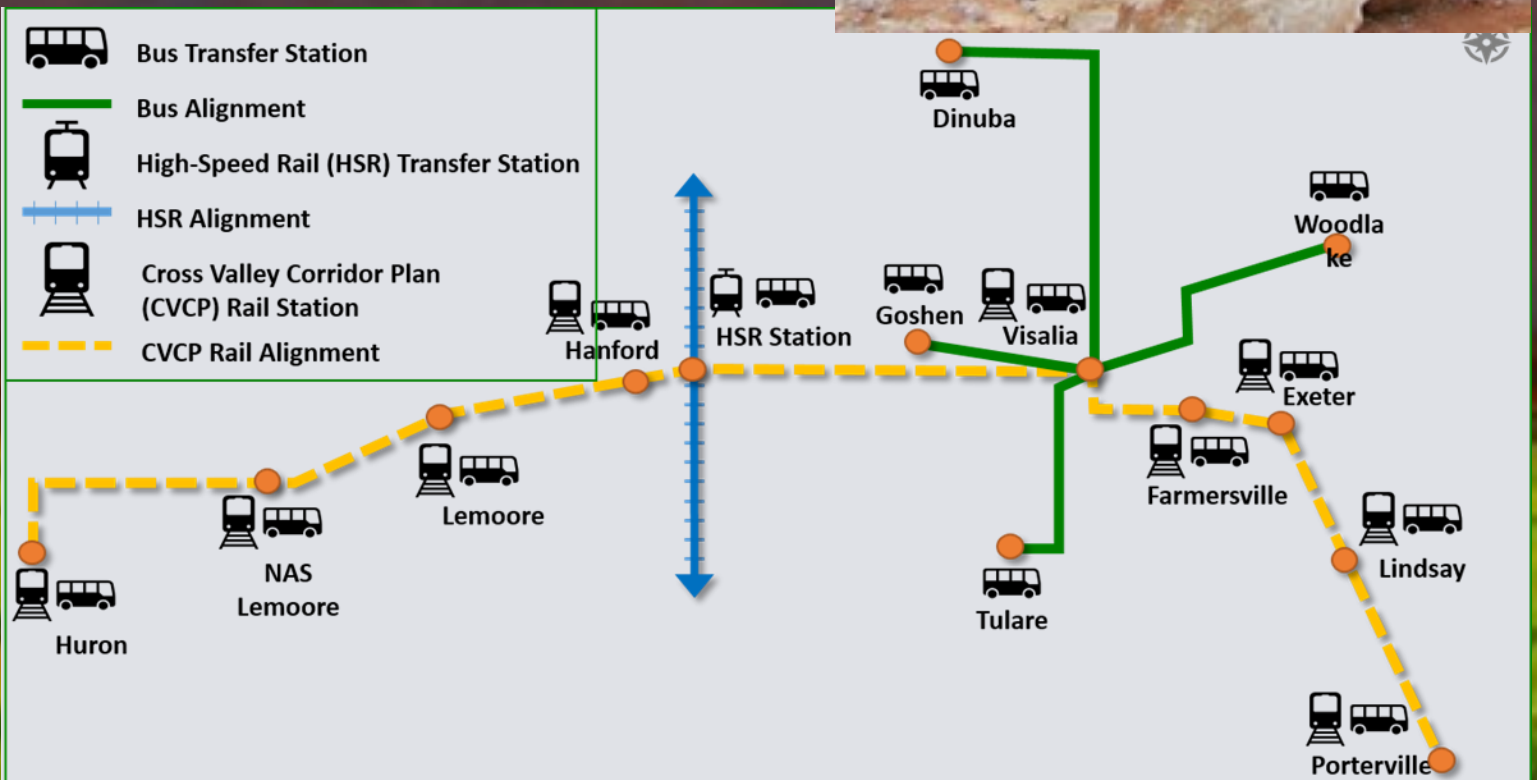 Bus Transfer Station
Bus Alignment
High-Speed Rail (HSR) Transfer Station
HSR Alignment
Cross Valley Corridor Plan
(CVCP) Rail Station
CVCP Rail Alignment
Dinuba
Woodla
ke
Goshen
Visalia
HSR Station
Hanford
Exeter
Farmersville
Lemoore
NAS
Lemoore
Huron
Tulare
Lindsay
Porterville